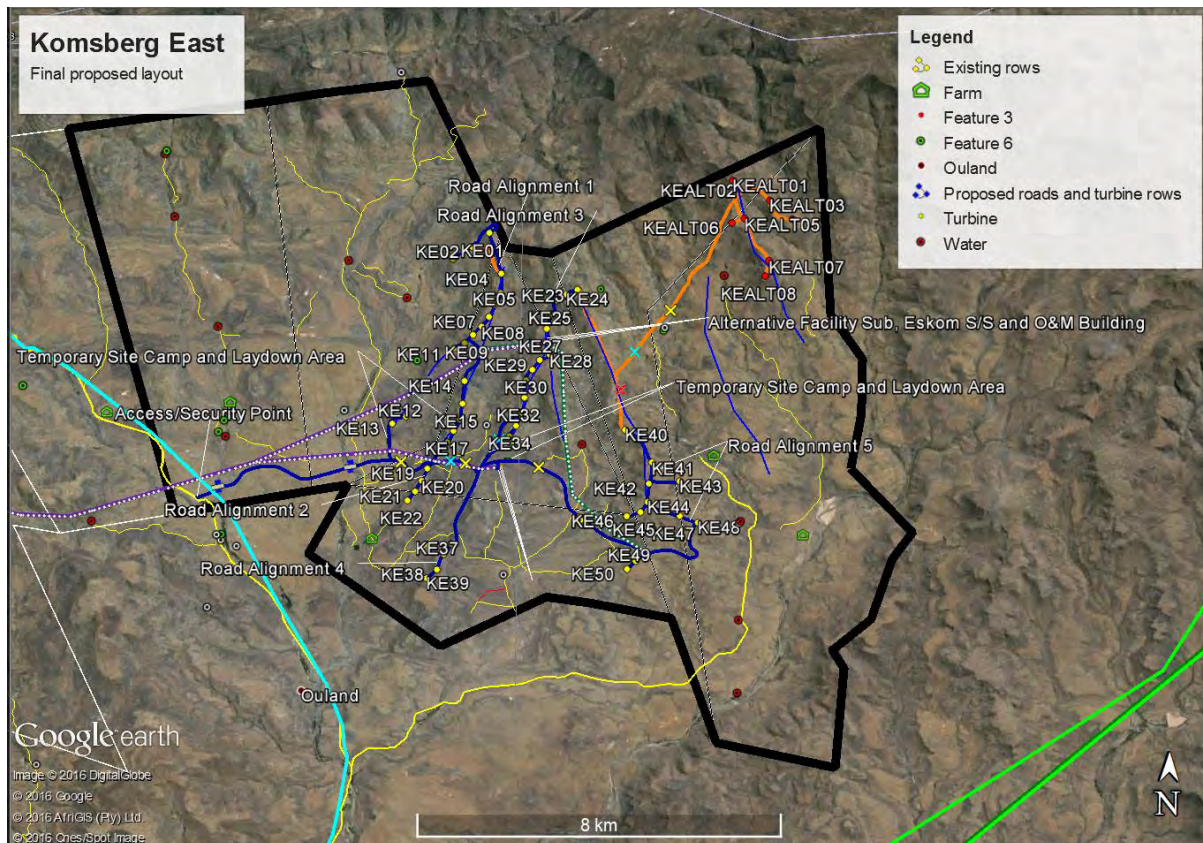 Komsberg East
Final proposed layout
Legend
Existing rows
Farm
Feature 3
Feature 6
Ouland
Proposed roads and turbine rows
Turbine
Water
Road Alignment 1
Road Alignment 3
KEALT02
KEALT01
KEALT03
KEALT06
KEALT05
KEALT07
KEALT08
KE02
KE01
KE04
KE05
KE23
KE24
KE25
KE07
KE08
KE09
KE11
KE27
KE28
KE29
KE14
KE30
Alternative Facility Sub, Eskom S/S and O&M Building
Temporary Site Camp and Laydown Area
Temporary Site Camp and Laydown Area
Access/Security Point
KE12
KE13
KE15
KE32
KE34
KE17
KE40
Road Alignment 5
KE19
KE41
KE20
KE21
KE42
KE43
KE22
KE44
Road Alignment 2
KE46
KE45
KE47
KE48
KE37
KE49
Road Alignment 4
KE38
KE39
KE50
Ouland
Google earth
Image © 2016 DigitalGlobe
© 2016 Google
© 2016 AfriGIS (Pty) Ltd.
© 2016 Cnes/Spot Image
8 km
N